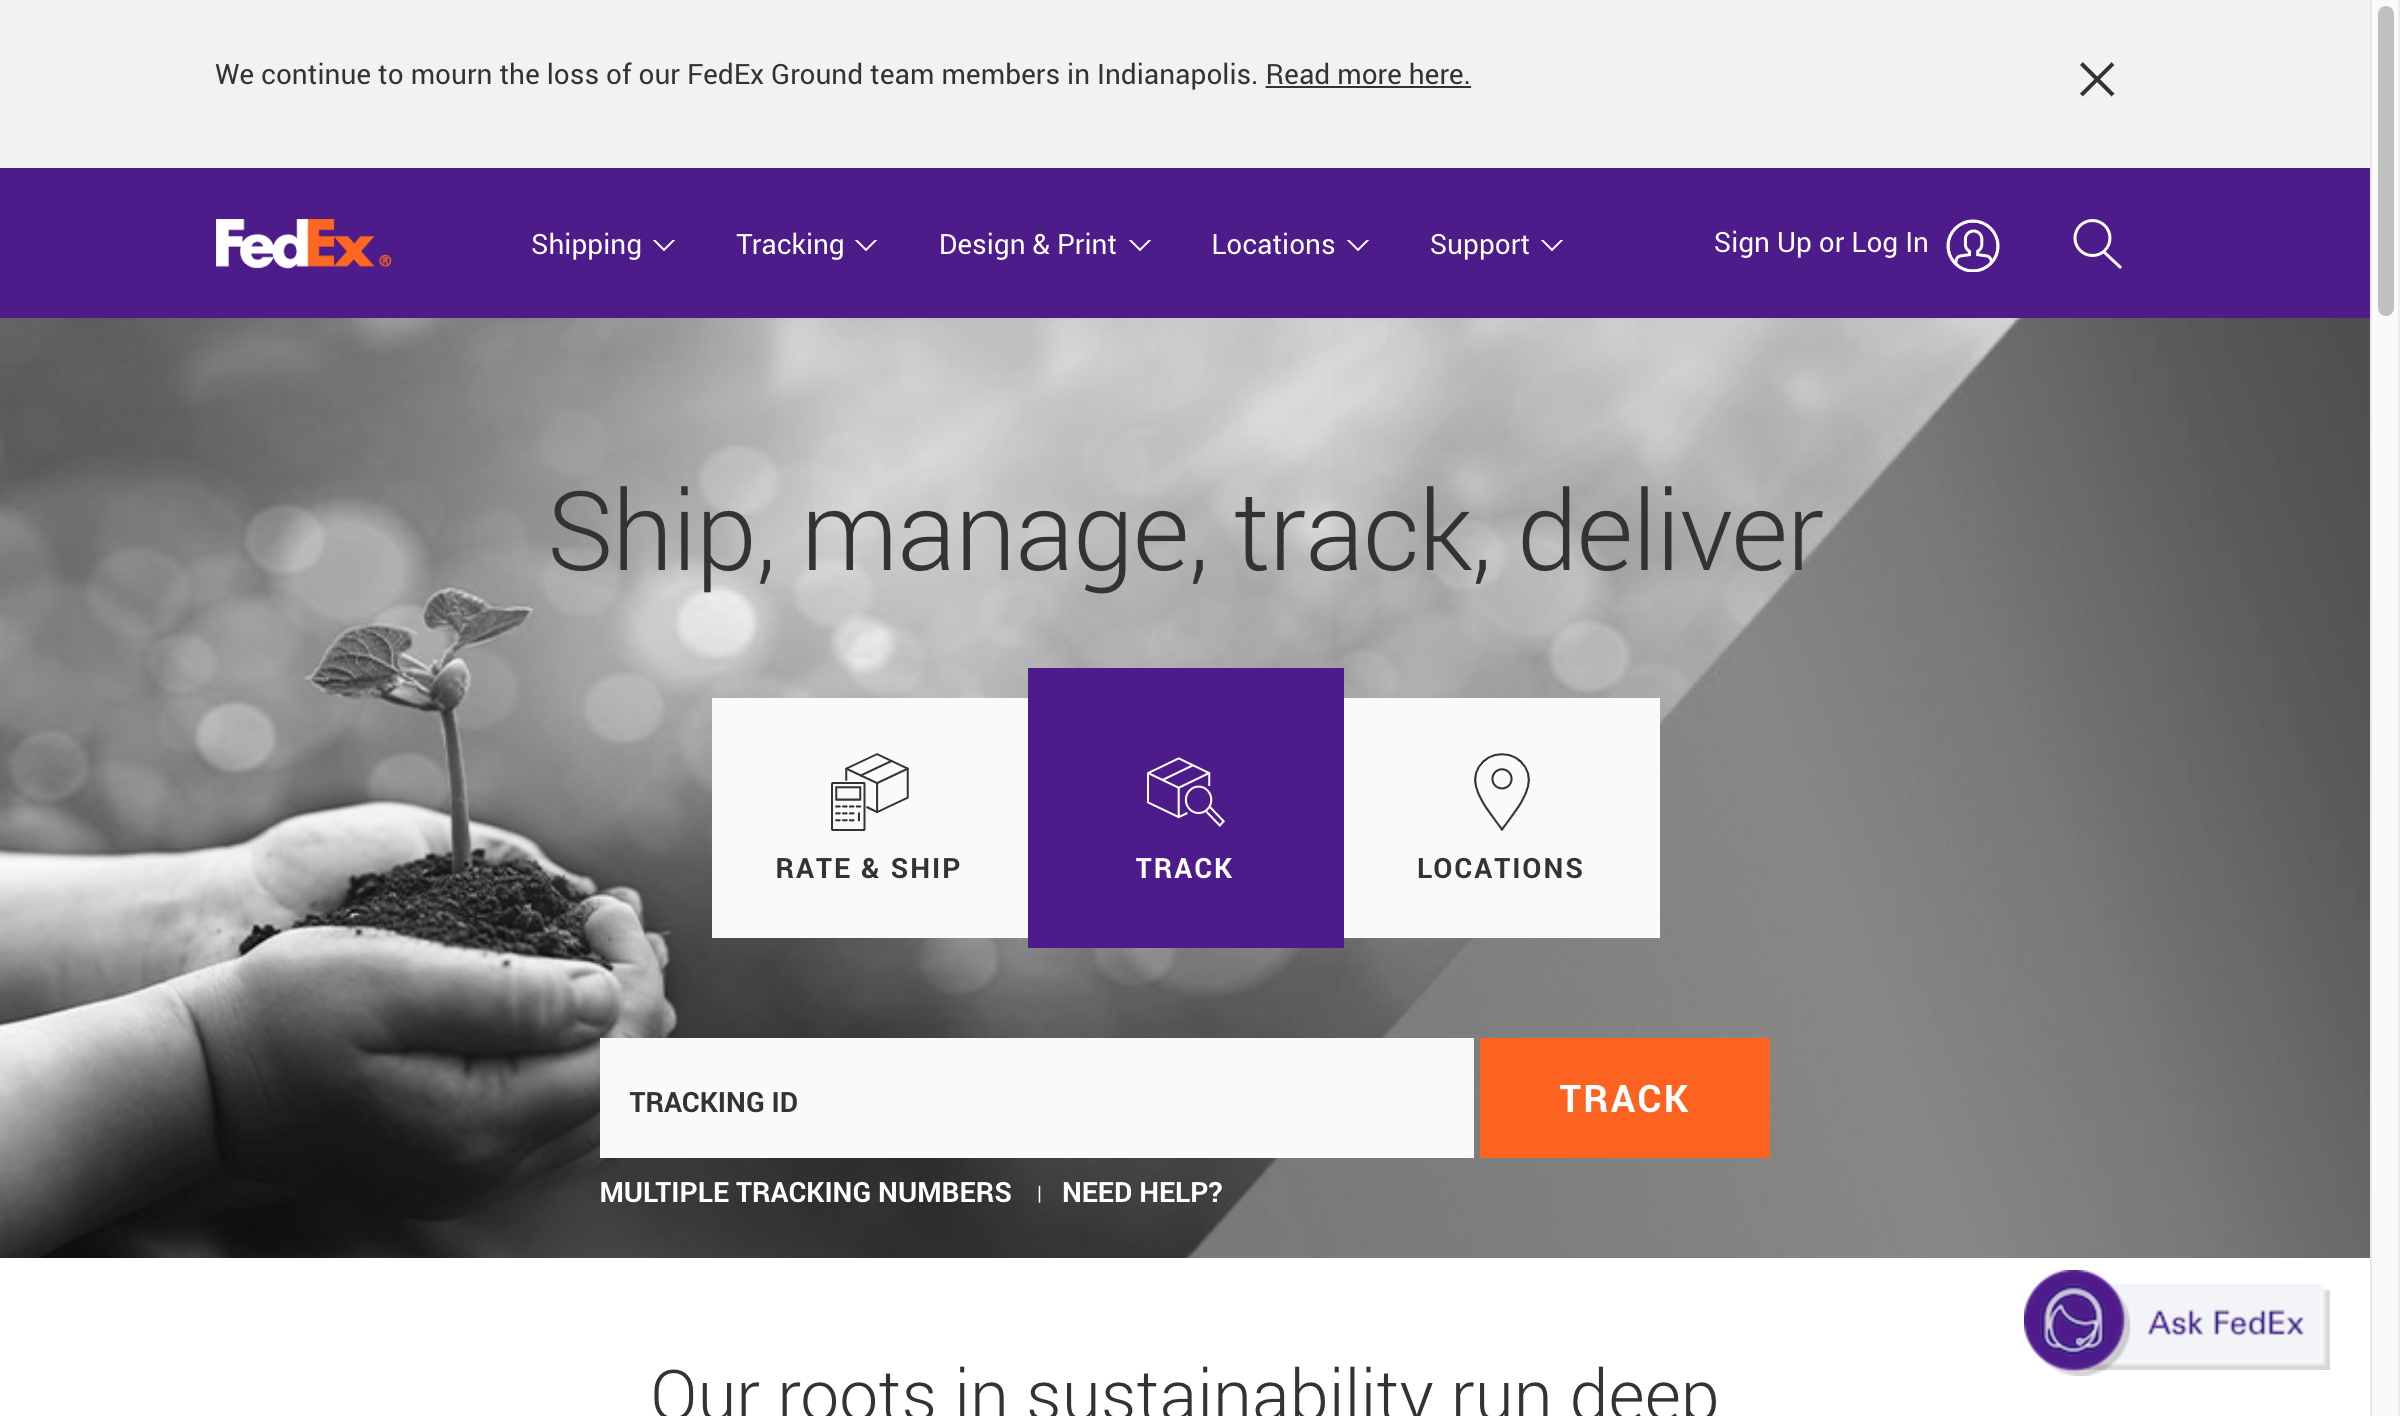 We continue to mourn the loss of our FedEx Ground team members in Indianapolis. Read more here.
FedEx®
Shipping
Tracking
Design & Print
Locations
Support
Sign Up or Log In
Ship, manage, track, deliver
RATE & SHIP
TRACK
LOCATIONS
TRACKING ID
TRACK
MULTIPLE TRACKING NUMBERS | NEED HELP?
Ask FedEx
Our roots in sustainability run deep